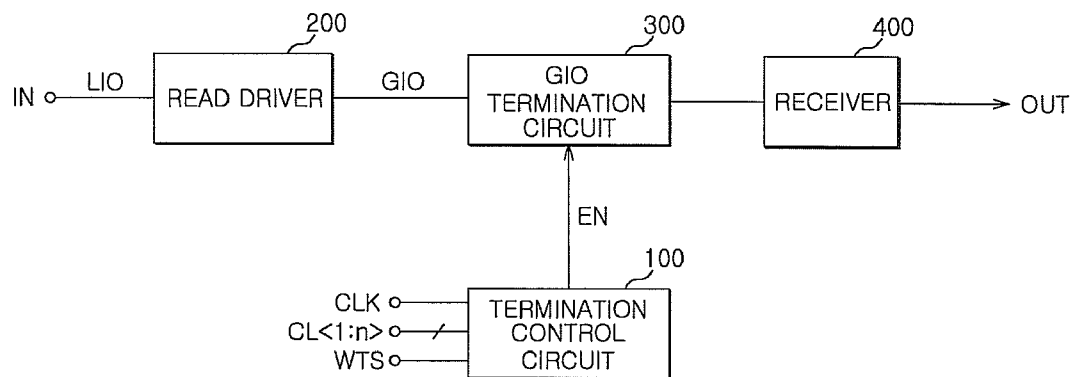 200
300
400
IN
LIO
READ DRIVER
GIO
GIO
TERMINATION
CIRCUIT
RECEIVER
OUT
EN
100
CLK
CL<1:n>
WTS
TERMINATION
CONTROL
CIRCUIT